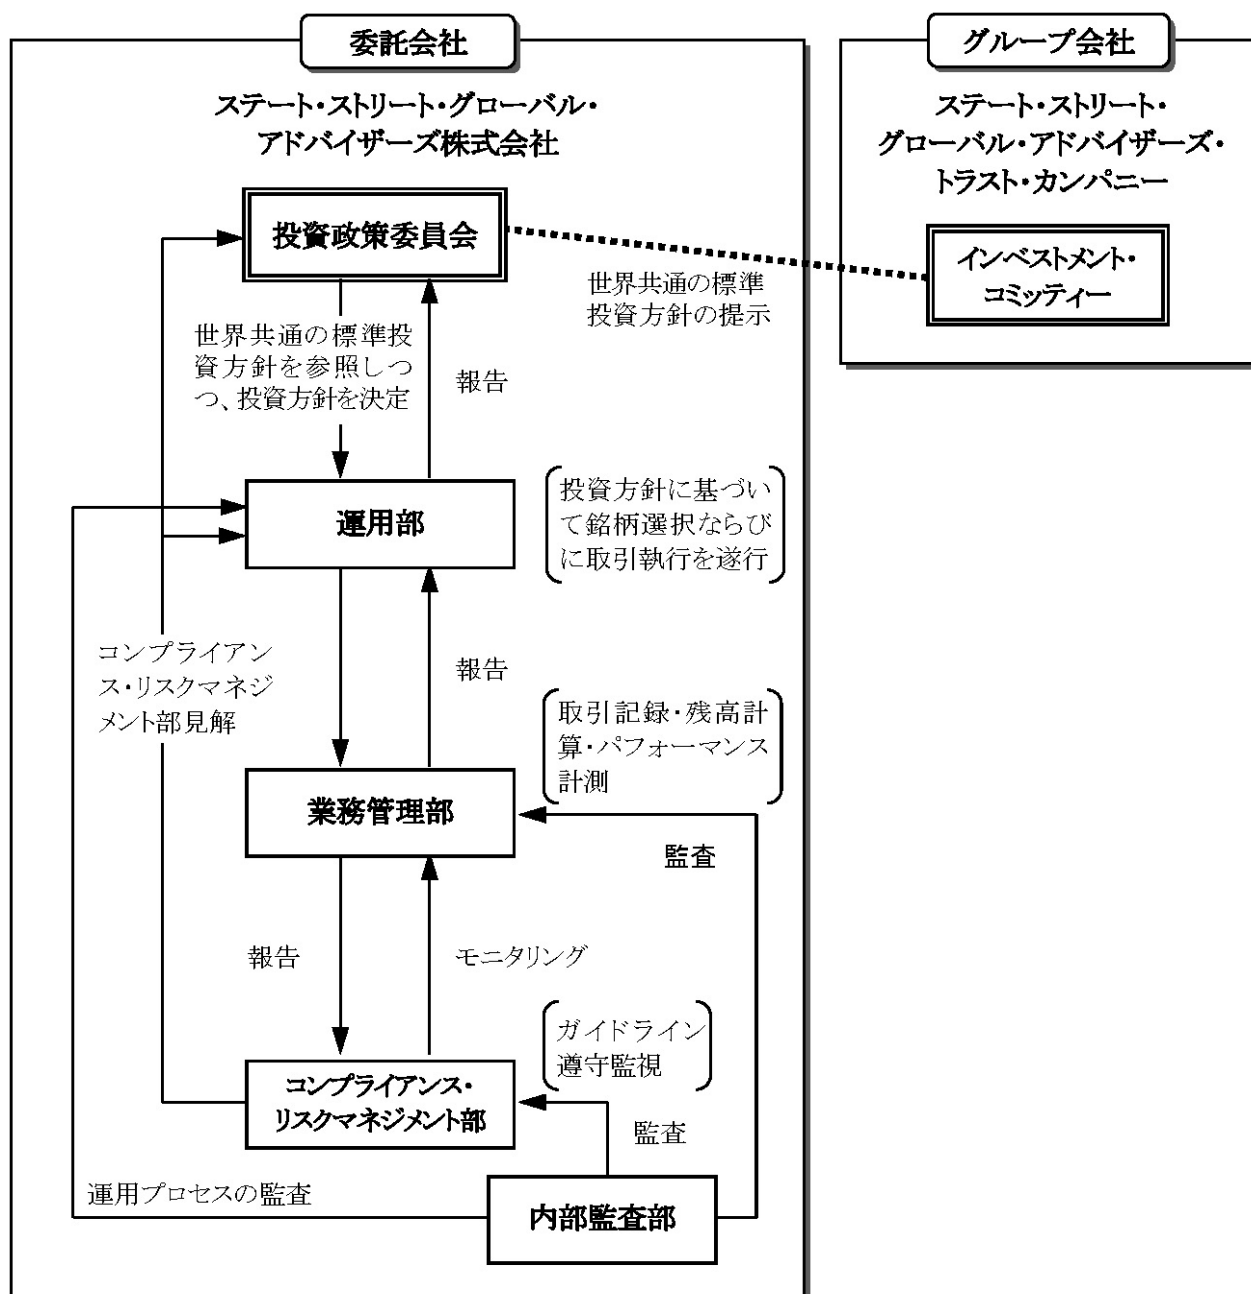 委託会社
ステート・ストリート・グローバル・
アドバイザーズ株式会社
投資政策委員会
世界共通の標準投
資方針を参照しつ
つ、投資方針を決定
報告
運用部
投資方針に基づい
て銘柄選択ならび
に取引執行を遂行
コンプライアン
ス・リスクマネジ
メント部見解
報告
取引記録・残高計
算・パフォーマンス
計測
業務管理部
監査
報告
モニタリング
ガイドライン
遵守監視
コンプライアンス・
リスクマネジメント部
監査
運用プロセスの監査
内部監査部
世界共通の標準
投資方針の提示
グループ会社
ステート・ストリート・
グローバル・アドバイザーズ・
トラスト・カンパニー
インベストメント・
コミッティー